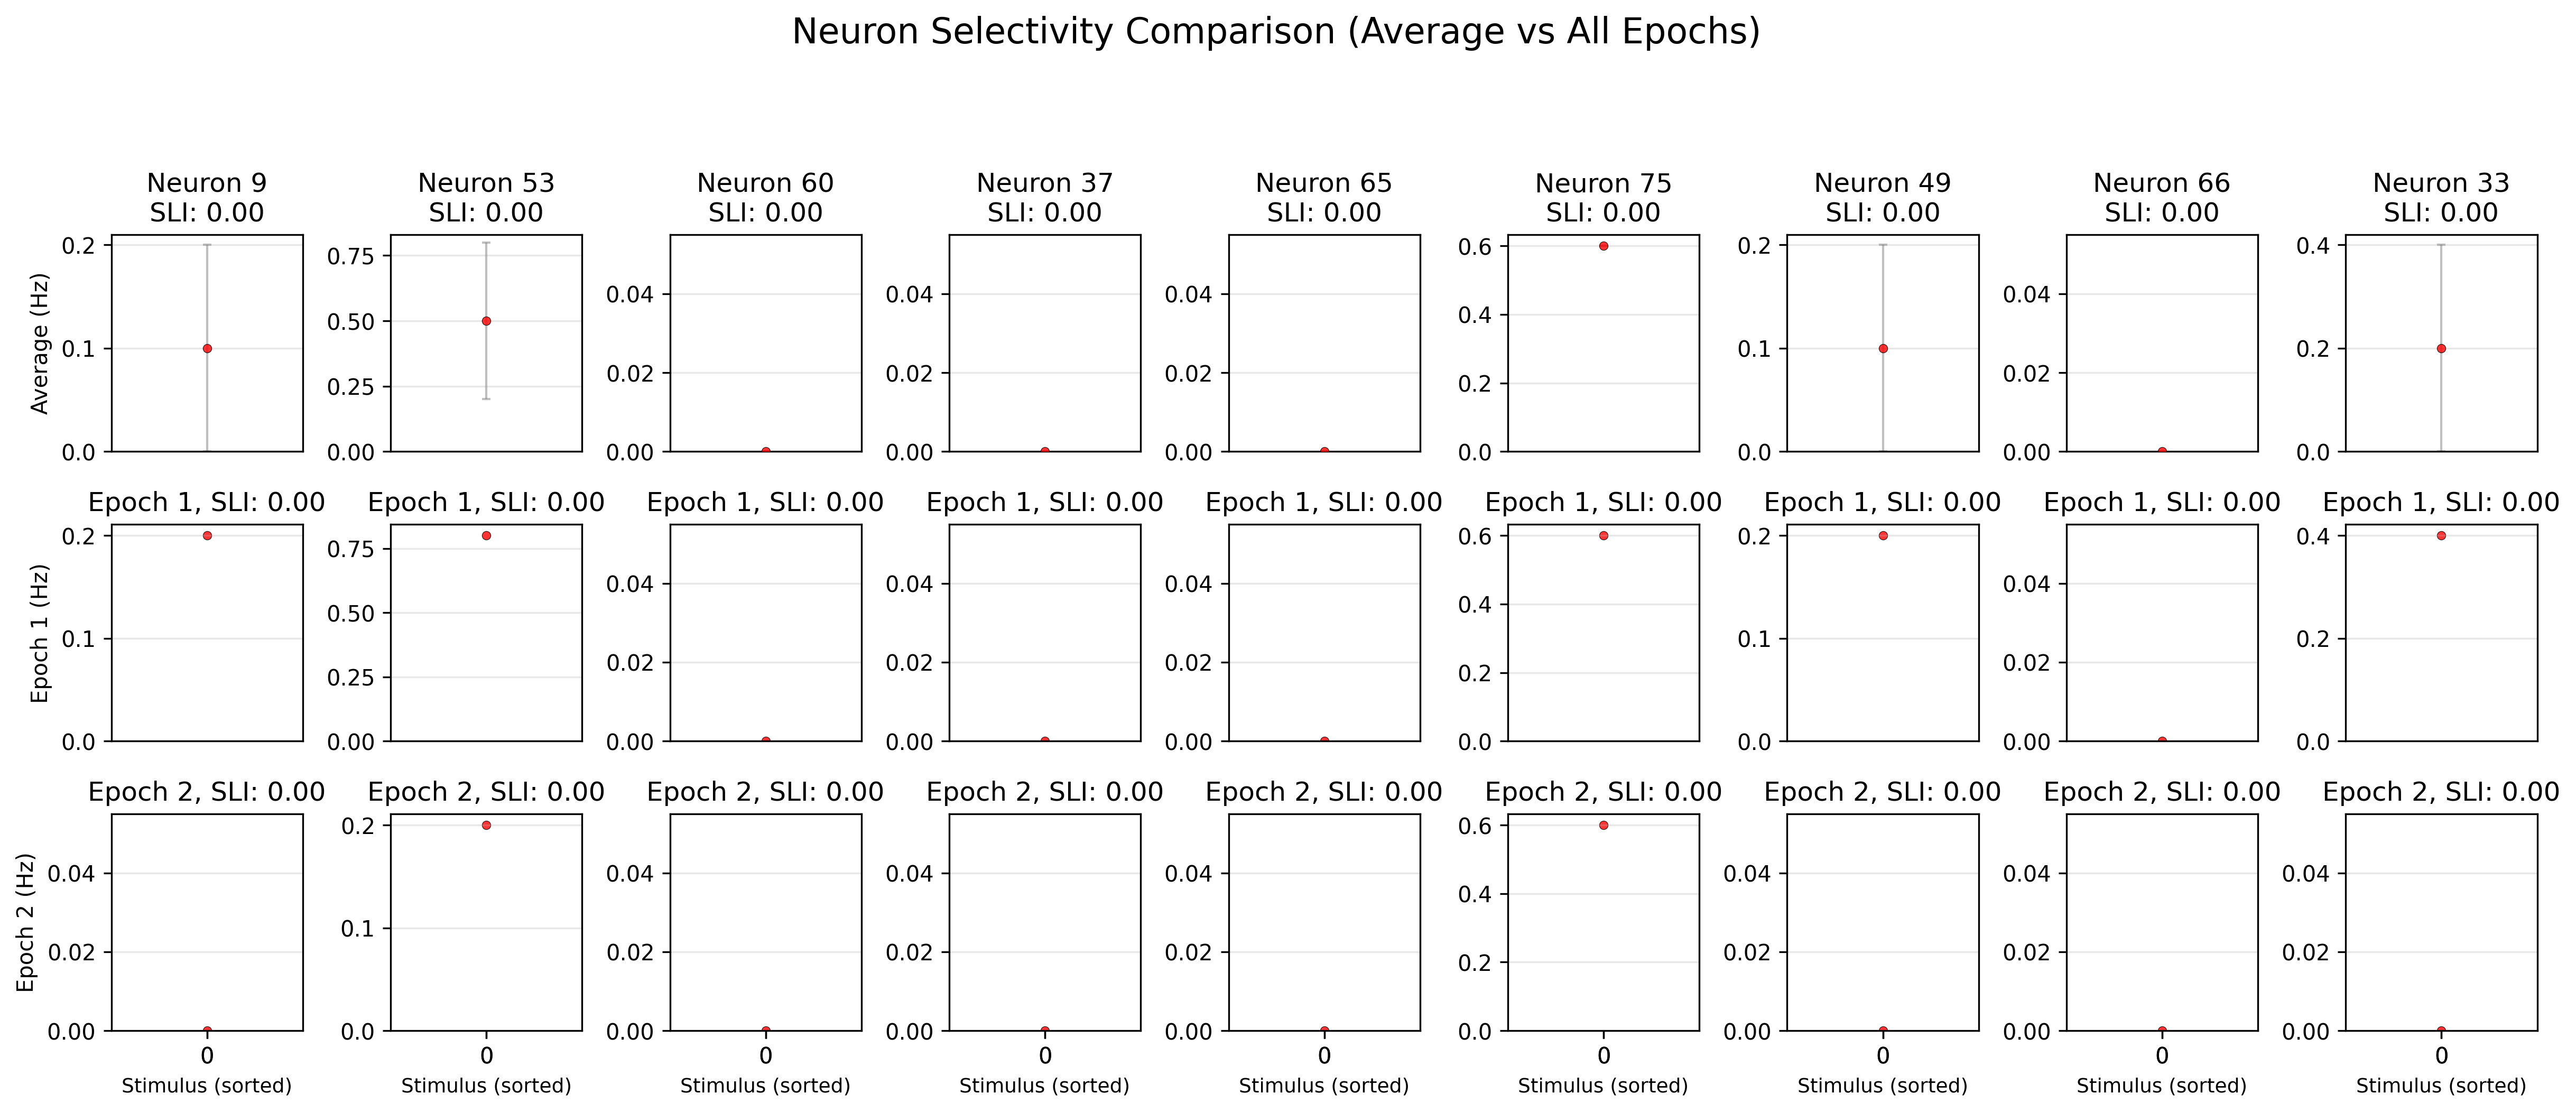 Neuron Selectivity Comparison (Average vs All Epochs)
Neuron 9
SLI: 0.00
Neuron 53
SLI: 0.00
Neuron 60
SLI: 0.00
Neuron 37
SLI: 0.00
Neuron 65
SLI: 0.00
Neuron 75
SLI: 0.00
Neuron 49
SLI: 0.00
Neuron 66
SLI: 0.00
Neuron 33
SLI: 0.00
Average (Hz)
0.2
0.1
0.0
0.75
0.50
0.25
0.00
0.04
0.02
0.00
0.04
0.02
0.00
0.04
0.02
0.00
0.6
0.4
0.2
0.0
0.2
0.1
0.0
0.04
0.02
0.00
0.4
0.2
0.0
Epoch 1, SLI: 0.00
Epoch 1, SLI: 0.00
Epoch 1, SLI: 0.00
Epoch 1, SLI: 0.00
Epoch 1, SLI: 0.00
Epoch 1, SLI: 0.00
Epoch 1, SLI: 0.00
Epoch 1, SLI: 0.00
Epoch 1, SLI: 0.00
Epoch 1 (Hz)
0.2
0.1
0.0
0.75
0.50
0.25
0.00
0.04
0.02
0.00
0.04
0.02
0.00
0.04
0.02
0.00
0.6
0.4
0.2
0.0
0.2
0.1
0.0
0.04
0.02
0.00
0.4
0.2
0.0
Epoch 2, SLI: 0.00
Epoch 2, SLI: 0.00
Epoch 2, SLI: 0.00
Epoch 2, SLI: 0.00
Epoch 2, SLI: 0.00
Epoch 2, SLI: 0.00
Epoch 2, SLI: 0.00
Epoch 2, SLI: 0.00
Epoch 2, SLI: 0.00
Epoch 2 (Hz)
0.04
0.02
0.00
0.2
0.1
0.0
0.04
0.02
0.00
0.04
0.02
0.00
0.04
0.02
0.00
0.6
0.4
0.2
0.0
0.04
0.02
0.00
0.04
0.02
0.00
0.04
0.02
0.00
0
0
0
0
0
0
0
0
0
Stimulus (sorted)
Stimulus (sorted)
Stimulus (sorted)
Stimulus (sorted)
Stimulus (sorted)
Stimulus (sorted)
Stimulus (sorted)
Stimulus (sorted)
Stimulus (sorted)